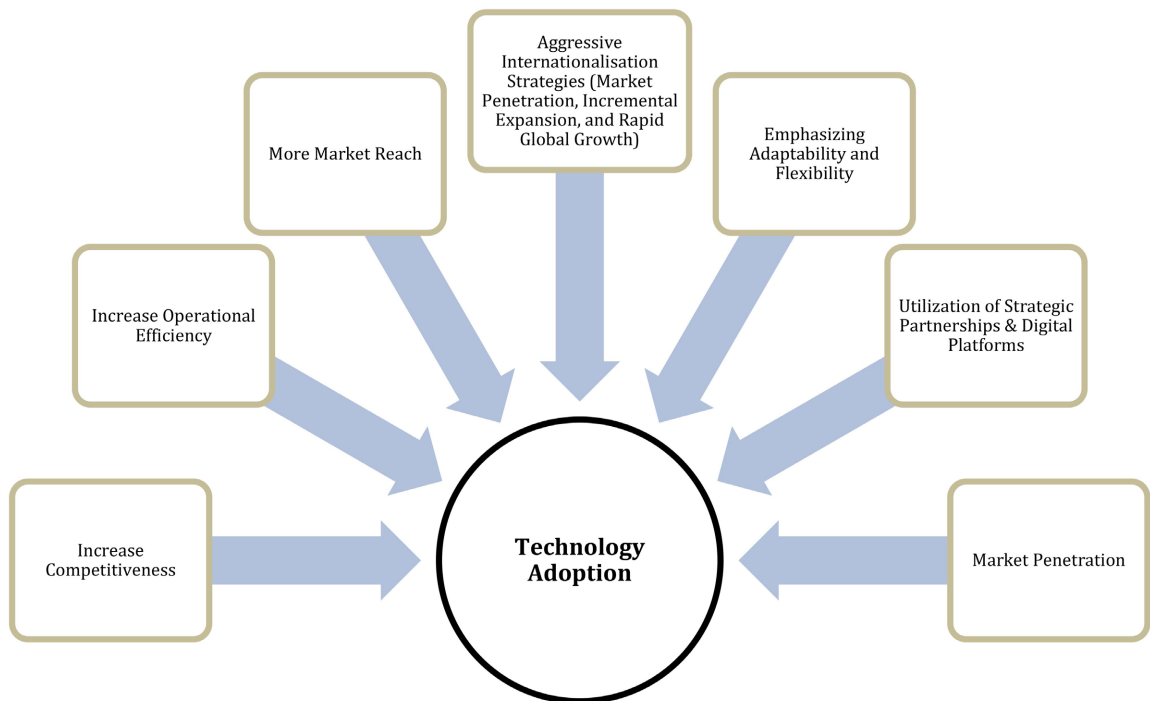 Aggressive
Internationalisation
Strategies (Market
Penetration, Incremental
Expansion, and Rapid
Global Growth)
More Market Reach
Emphasizing
Adaptability and
Flexibility
Increase Operational
Efficiency
Utilization of Strategic
Partnerships & Digital
Platforms
Increase
Competitiveness
Technology
Adoption
Market Penetration